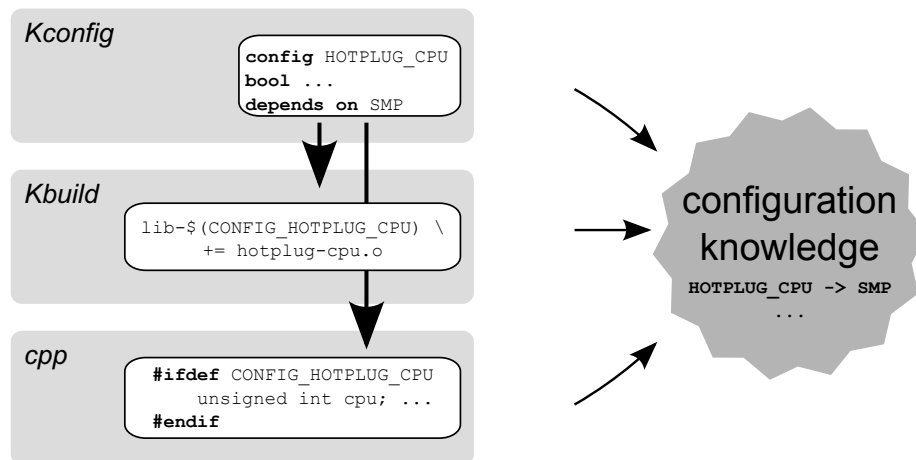 Kconfig
config HOTPLUG_CPU
bool ...
depends on SMP
Kbuild
lib-$(CONFIG_HOTPLUG_CPU) \
+= hotplug-cpu.o
cpp
#ifdef CONFIG_HOTPLUG_CPU
unsigned int cpu; ...
#endif
configuration
knowledge
HOTPLUG_CPU -> SMP
...